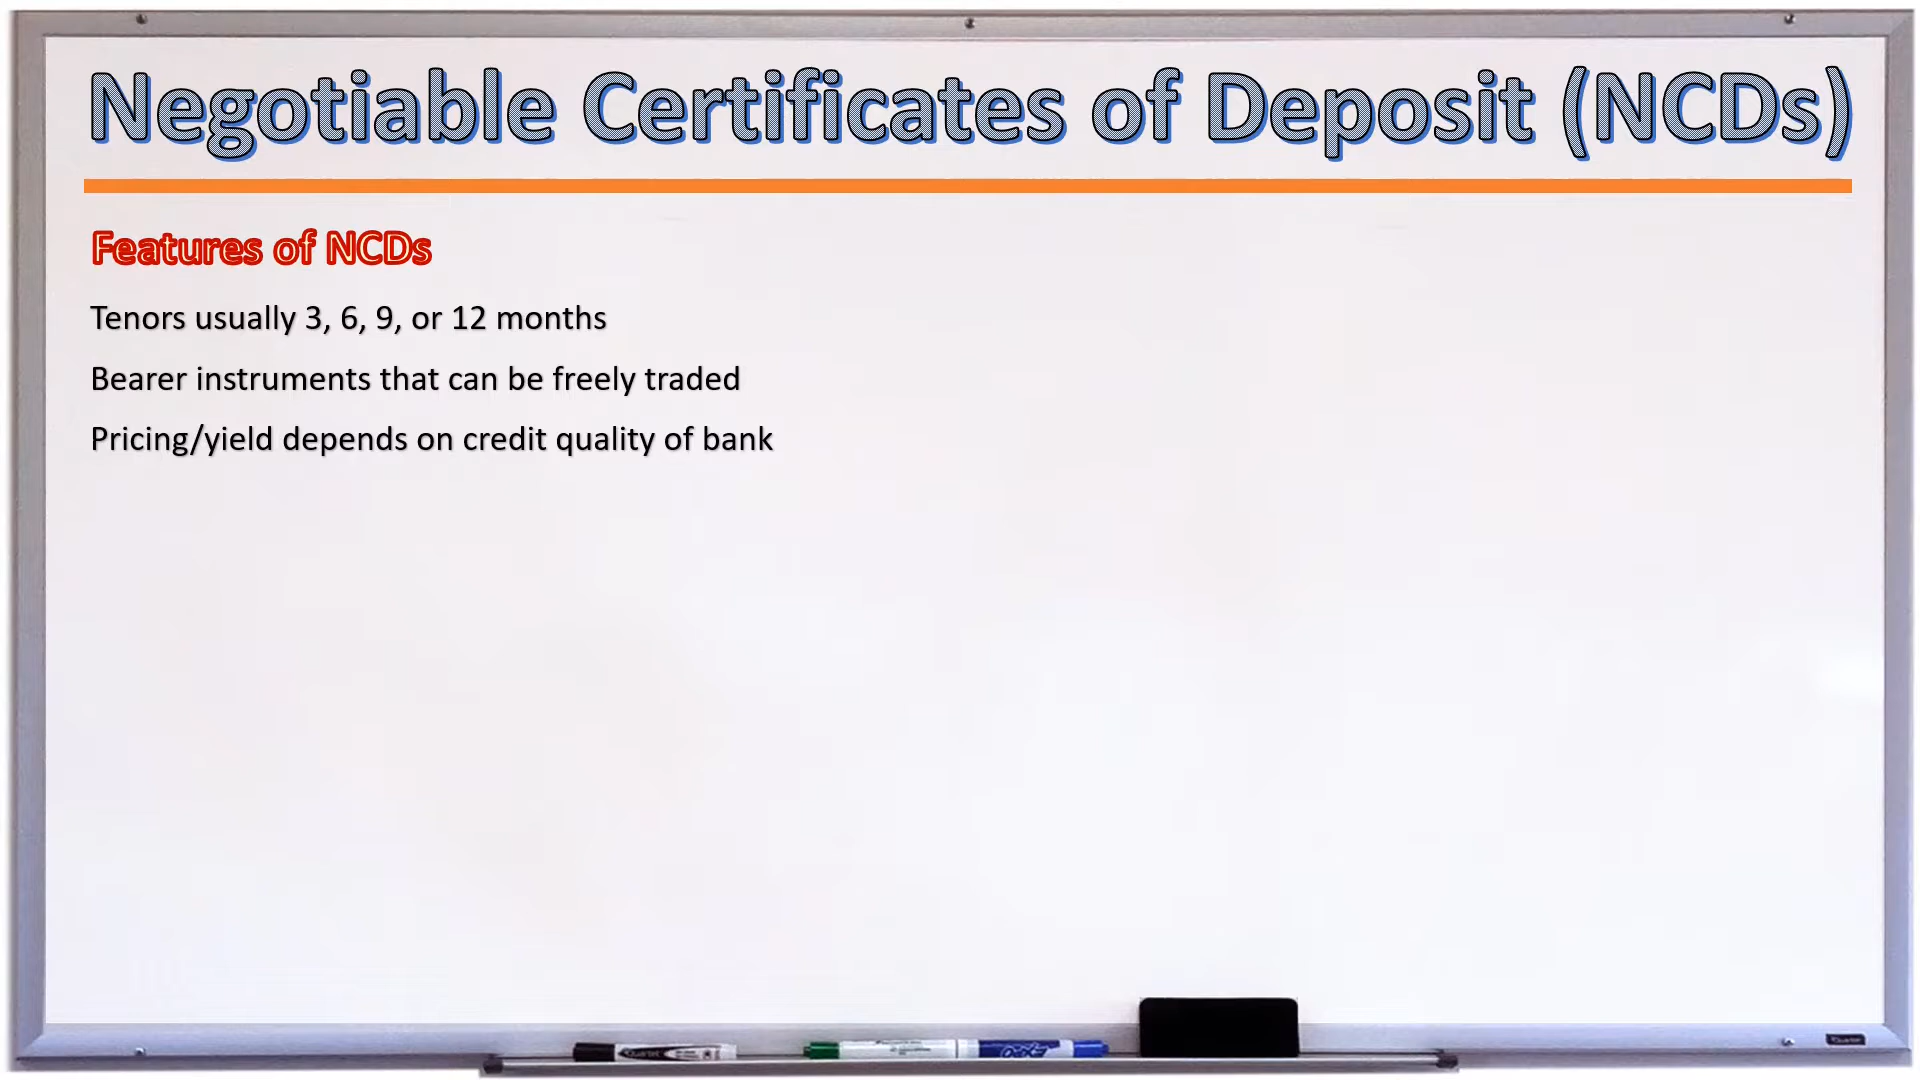 Negotiable Certificates of Deposit (NCDs)
Features of NCDs
Tenors usually 3, 6, 9, or 12 months
Bearer instruments that can be freely traded
Pricing/yield depends on credit quality of bank
Quartet